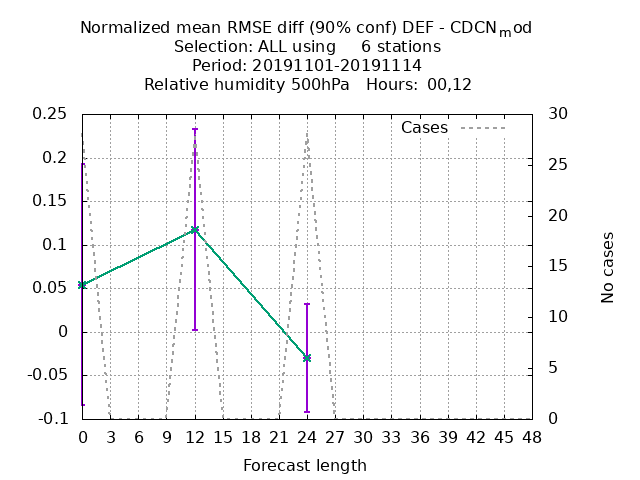 Normalized mean RMSE diff (90% conf) DEF - CDCNmod
Selection: ALL using     6 stations
Period: 20191101-20191114
Relative humidity 500hPa   Hours: 00,12
Cases
0.25
0.2
0.15
0.1
0.05
0
-0.05
-0.1
30
25
20
15
10
5
0
No cases
0 3 6 9 12 15 18 21 24 27 30 33 36 39 42 45 48
Forecast length